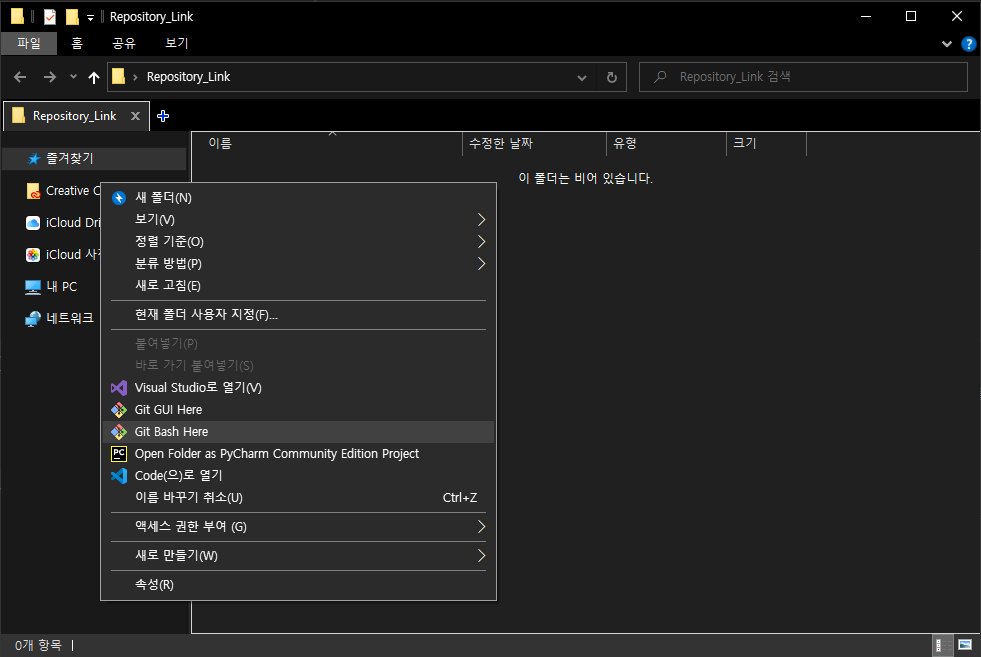 Repository_Link
파일 홈 공유 보기
Repository_Link
Repository_Link 검색
Repository_Link
이름 수정한 날짜 유형 크기
이 폴더는 비어 있습니다.
즐겨찾기
Creative C
iCloud Dri
iCloud 사
내 PC
네트워크
새 폴더(N)
보기(V)
정렬 기준(O)
분류 방법(P)
새로 고침(E)
현재 폴더 사용자 지정(F)...
붙여넣기(P)
바로 가기 붙여넣기(S)
Visual Studio로 열기(V)
Git GUI Here
Git Bash Here
PC Open Folder as PyCharm Community Edition Project
Code(으)로 열기
이름 바꾸기 취소(U) Ctrl+Z
액세스 권한 부여 (G)
새로 만들기(W)
속성(R)
0개 항목